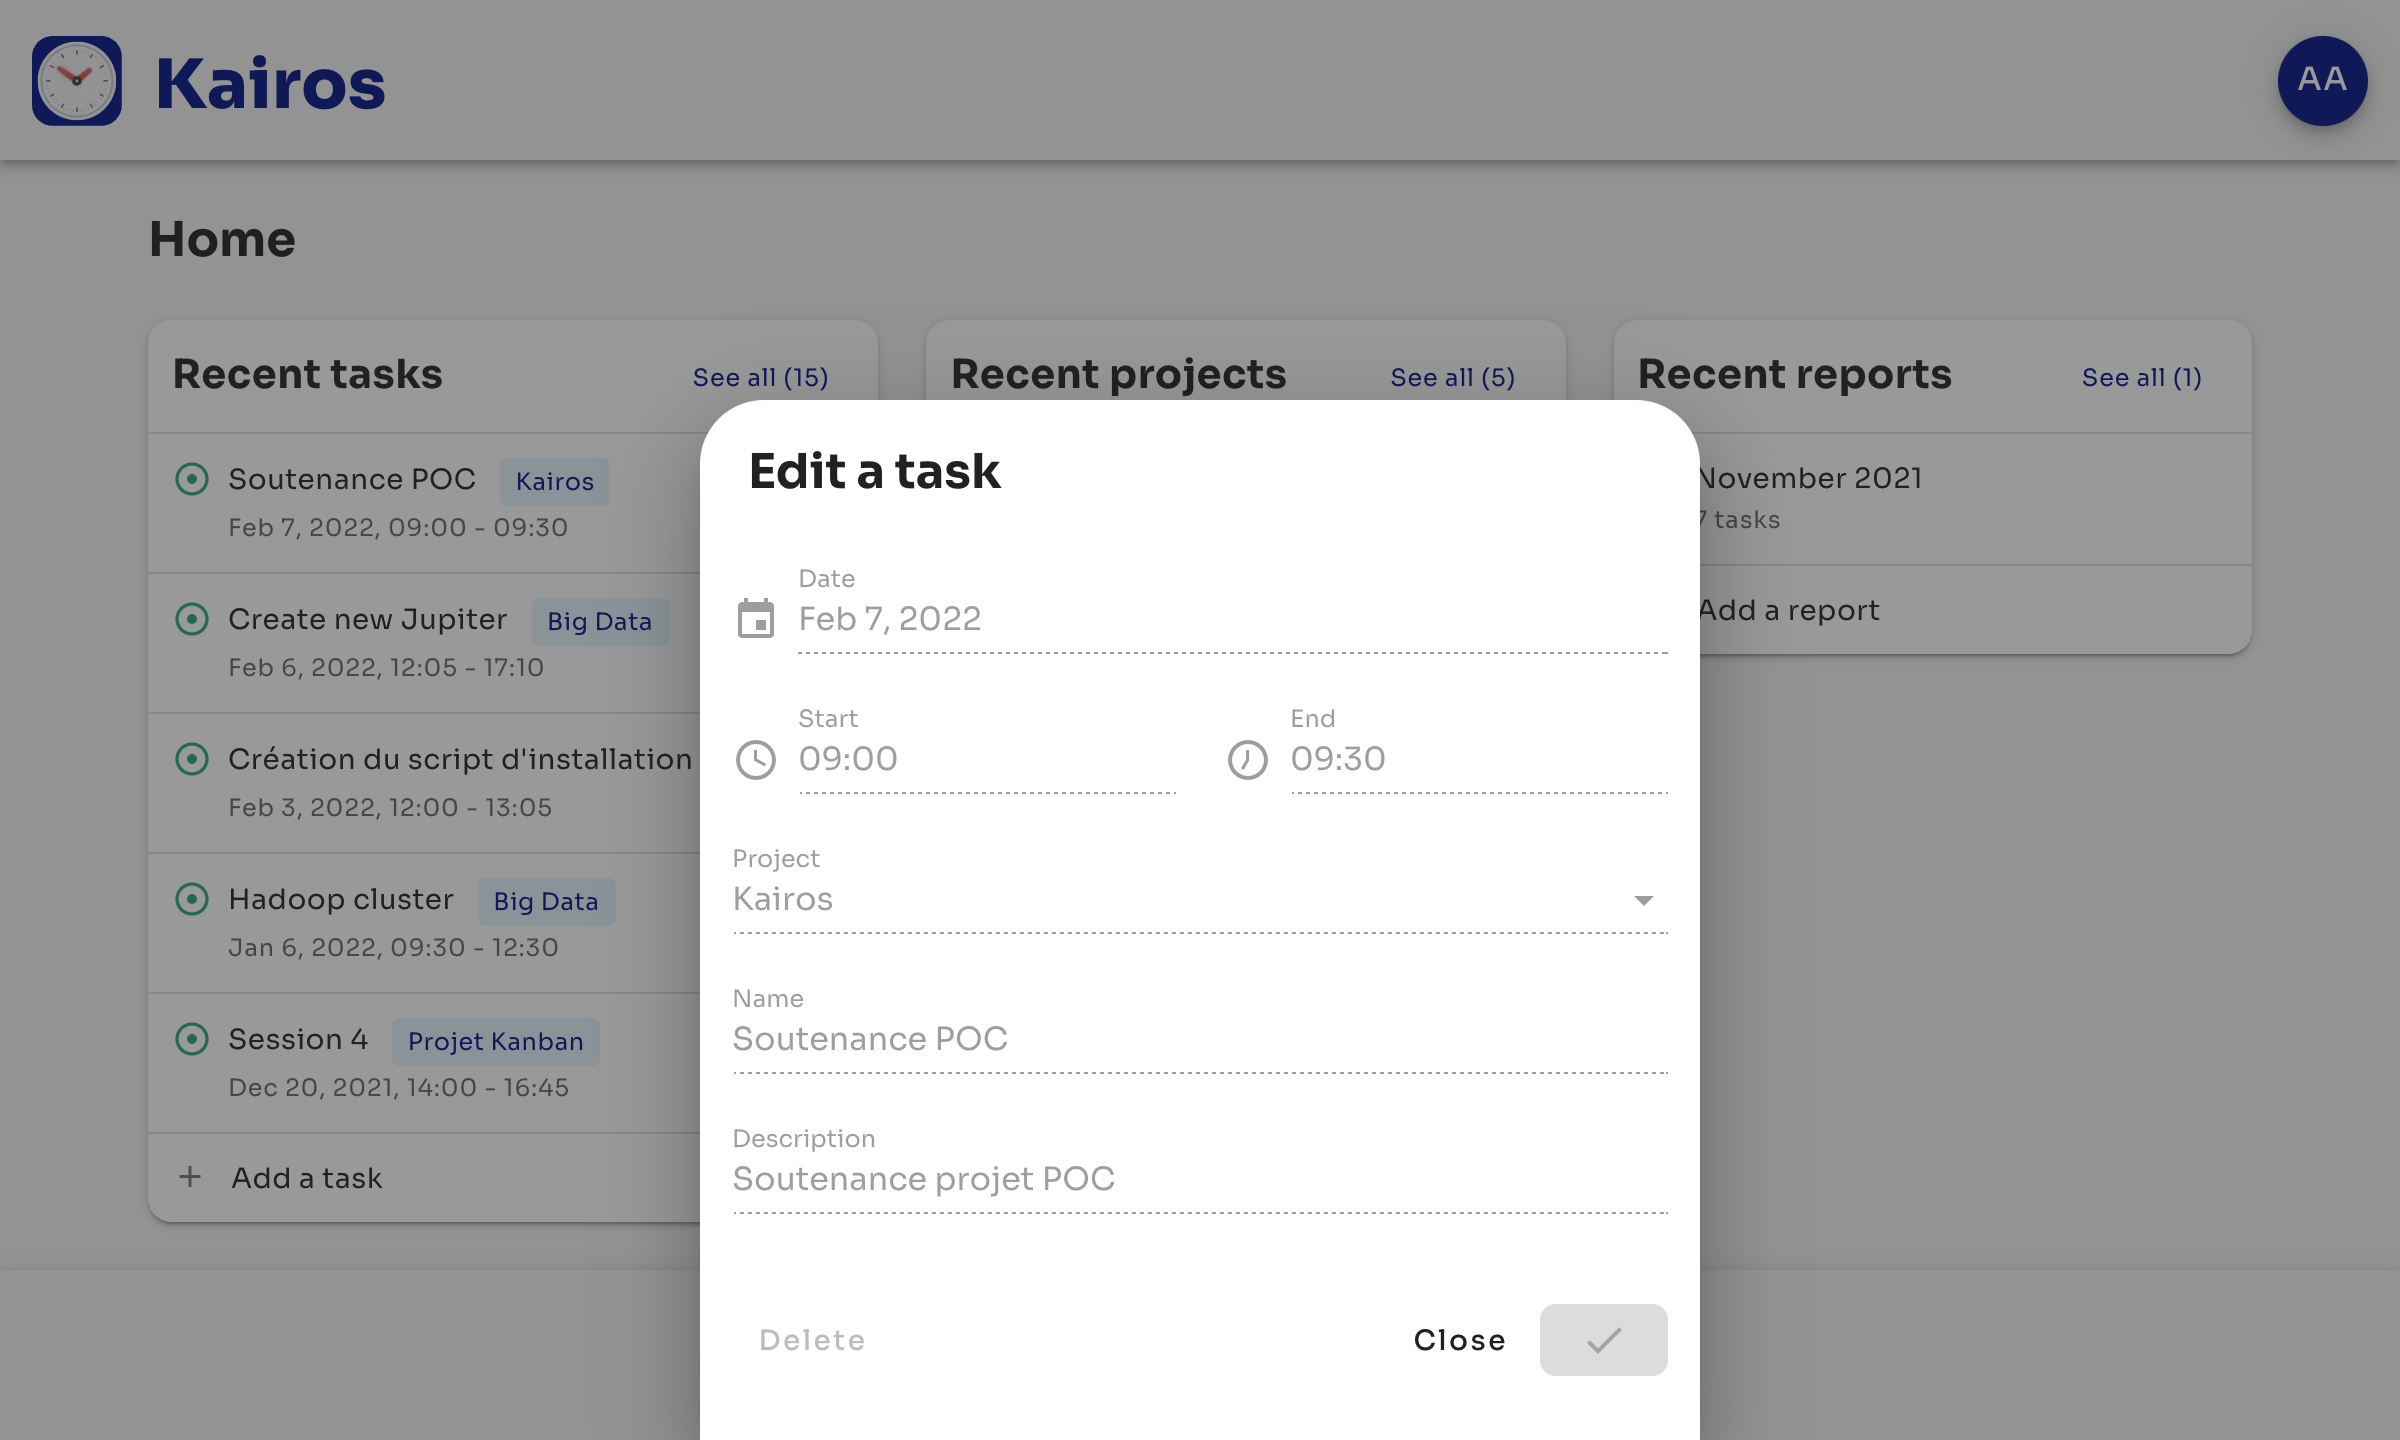 Kairos
AA
Home
Recent tasks
See all (15)
Soutenance POC
Kairos
Feb 7, 2022, 09:00 - 09:30
Create new Jupiter
Big Data
Feb 6, 2022, 12:05 - 17:10
Création du script d'installation
Feb 3, 2022, 12:00 - 13:05
Hadoop cluster
Big Data
Jan 6, 2022, 09:30 - 12:30
Session 4
Projet Kanban
Dec 20, 2021, 14:00 - 16:45
+ Add a task
Recent projects
See all (5)
Recent reports
See all (1)
November 2021
7 tasks
Add a report
Edit a task
Date
Feb 7, 2022
Start
09:00
End
09:30
Project
Kairos
Name
Soutenance POC
Description
Soutenance projet POC
Delete
Close